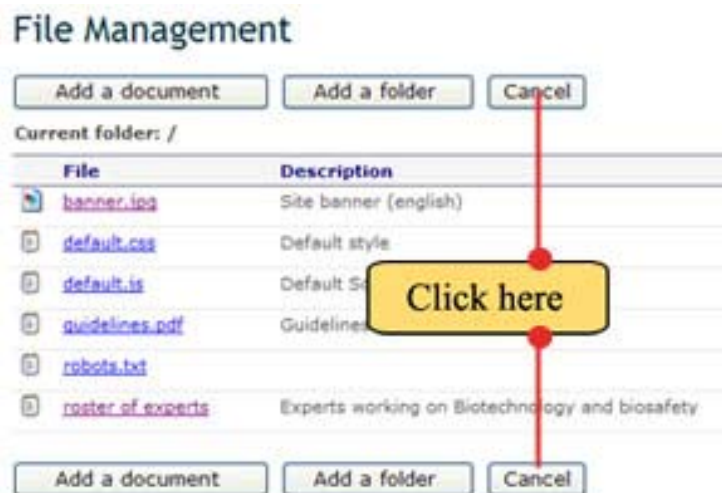 File Management
Add a document Add a folder Cancel
Current folder: /
File Description
banner.jpg Site banner (english)
default.css Default style
default.js Default
Click here
guidelines.pdf Guidelines
robots.txt
roster of experts Experts working on Biotechnology and biosafety
Add a document Add a folder Cancel